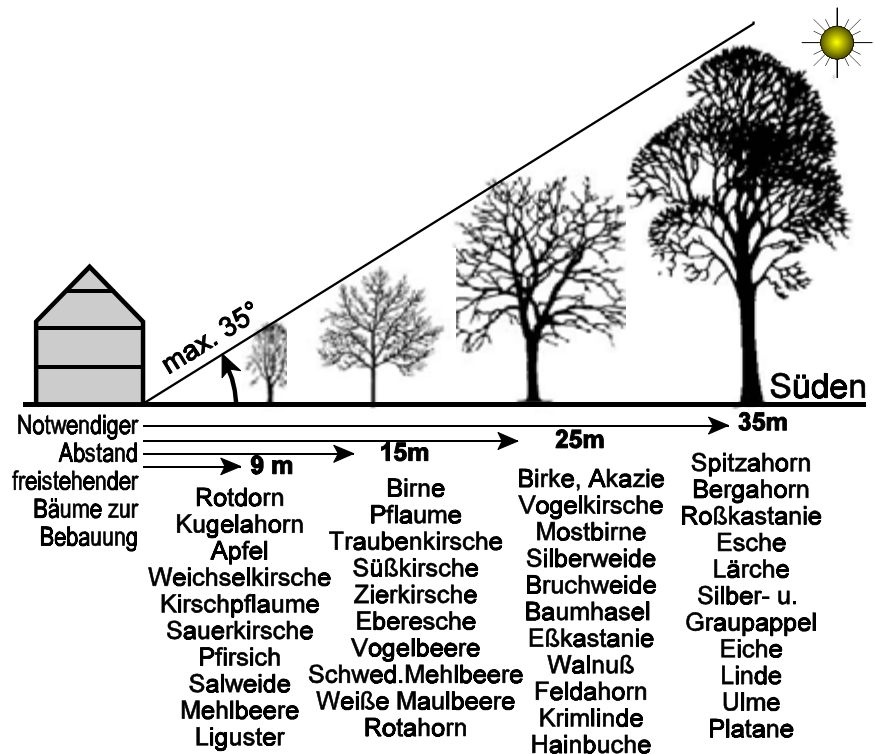 max. 35°
Süden
Notwendiger
Abstand
freistehender
Bäume zur
Bebauung
9 m
Rotdorn
Kugelahorn
Apfel
Weichselkirsche
Kirschpflaume
Sauerkirsche
Pfirsich
Salweide
Mehlbeere
Liguster
15m
Birne
Pflaume
Traubenkirsche
Süßkirsche
Zierkirsche
Eberesche
Vogelbeere
Schwed.Mehlbeere
Weiße Maulbeere
Rotahorn
25m
Birke, Akazie
Vogelkirsche
Mostbirne
Silberweide
Bruchweide
Baumhasel
Eßkastanie
Walnuß
Feldahorn
Krimlinde
Hainbuche
35m
Spitzahorn
Bergahorn
Roßkastanie
Esche
Lärche
Silber- u.
Graupappel
Eiche
Linde
Ulme
Platane